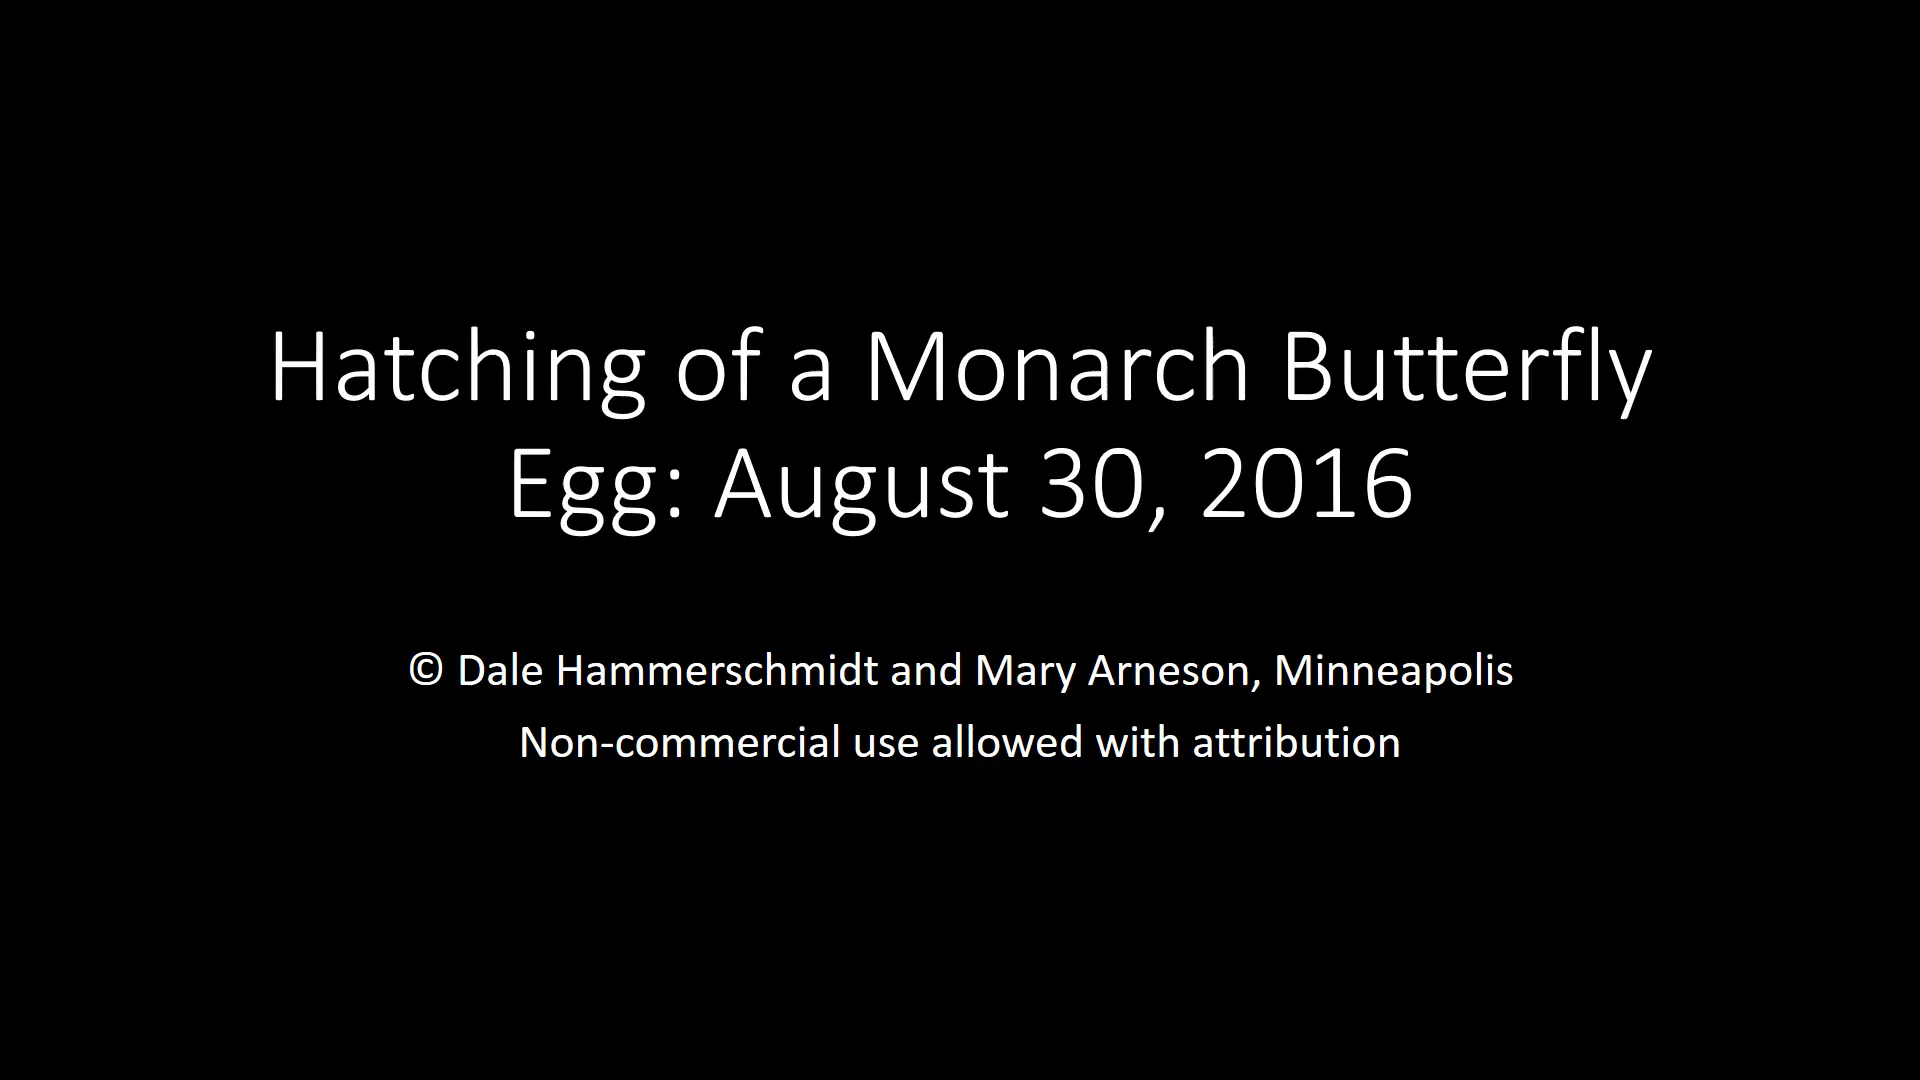 Hatching of a Monarch Butterfly
Egg: August 30, 2016
© Dale Hammerschmidt and Mary Arneson, Minneapolis
Non-commercial use allowed with attribution